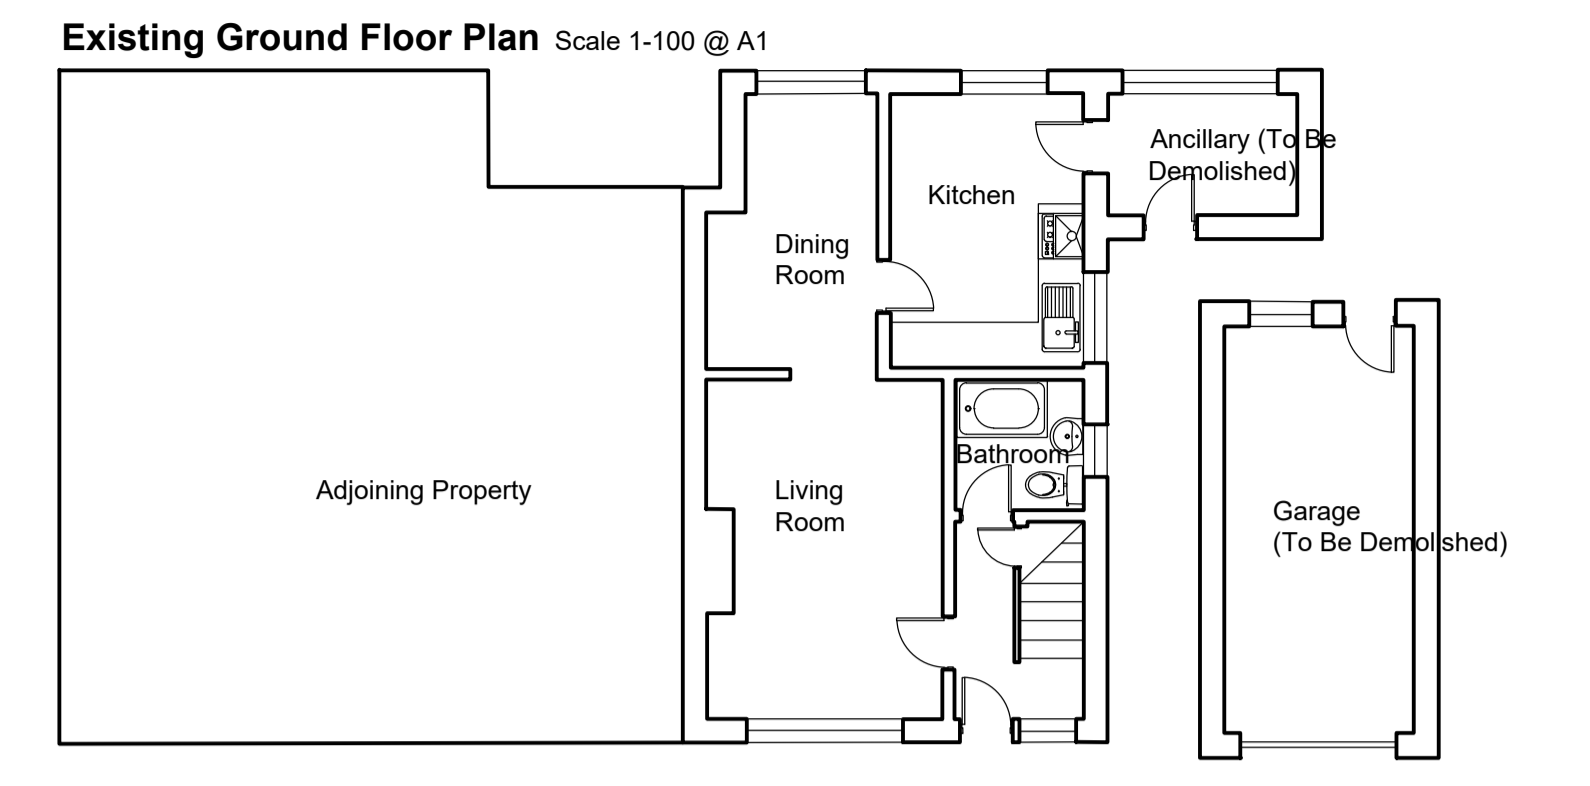 Existing Ground Floor Plan Scale 1-100 @ A1
Ancillary (To Be
Demolished)
Kitchen
Dining
Room
Bathroom
Adjoining Property
Living
Room
Garage
(To Be Demolished)